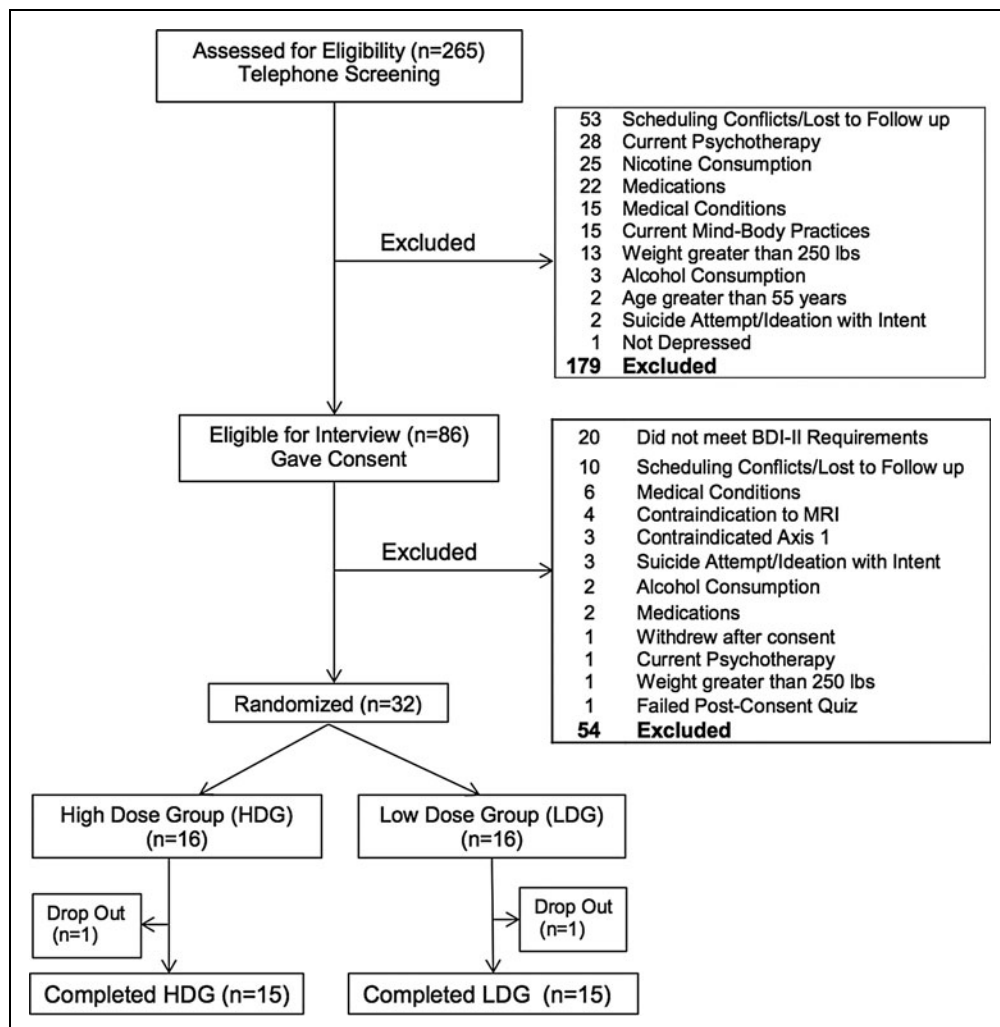 Assessed for Eligibility (n=265)
Telephone Screening
53 Scheduling Conflicts/Lost to Follow up
28 Current Psychotherapy
25 Nicotine Consumption
22 Medications
15 Medical Conditions
15 Current Mind-Body Practices
13 Weight greater than 250 lbs
3 Alcohol Consumption
2 Age greater than 55 years
2 Suicide Attempt/Ideation with Intent
1 Not Depressed
179 Excluded
Excluded
Eligible for Interview (n=86)
Gave Consent
20 Did not meet BDI-II Requirements
10 Scheduling Conflicts/Lost to Follow up
6 Medical Conditions
4 Contraindication to MRI
3 Contraindicated Axis 1
3 Suicide Attempt/Ideation with Intent
2 Alcohol Consumption
2 Medications
1 Withdrew after consent
1 Current Psychotherapy
1 Weight greater than 250 lbs
1 Failed Post-Consent Quiz
54 Excluded
Excluded
Randomized (n=32)
High Dose Group (HDG)
(n=16)
Low Dose Group (LDG)
(n=16)
Drop Out
(n=1)
Drop Out
(n=1)
Completed HDG (n=15)
Completed LDG (n=15)